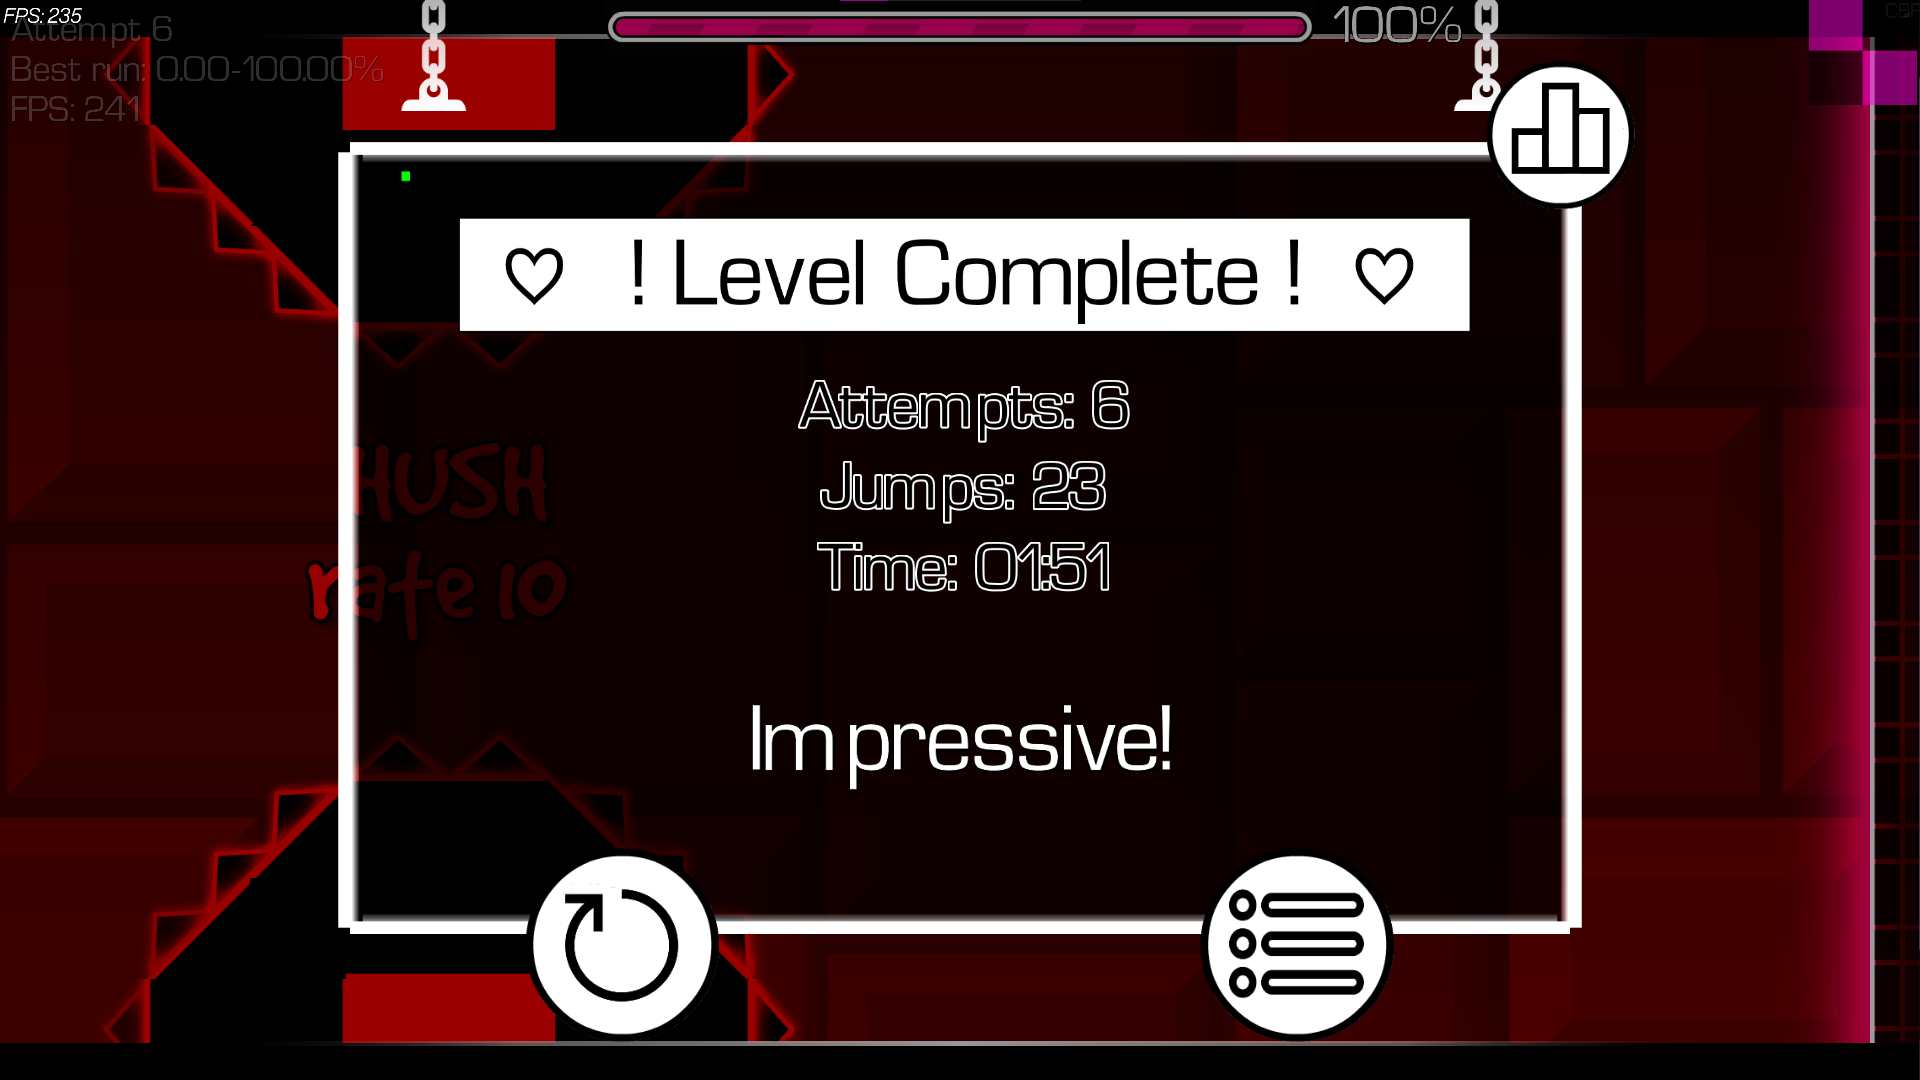 FPS: 235
Attempt 6
Best run: 0.00-100.00%
FPS: 241
100%
CBF
♡ ! Level Complete ! ♡
Attempts: 6
Jumps: 23
Time: 01:51
HUSH
rate 10
Impressive!